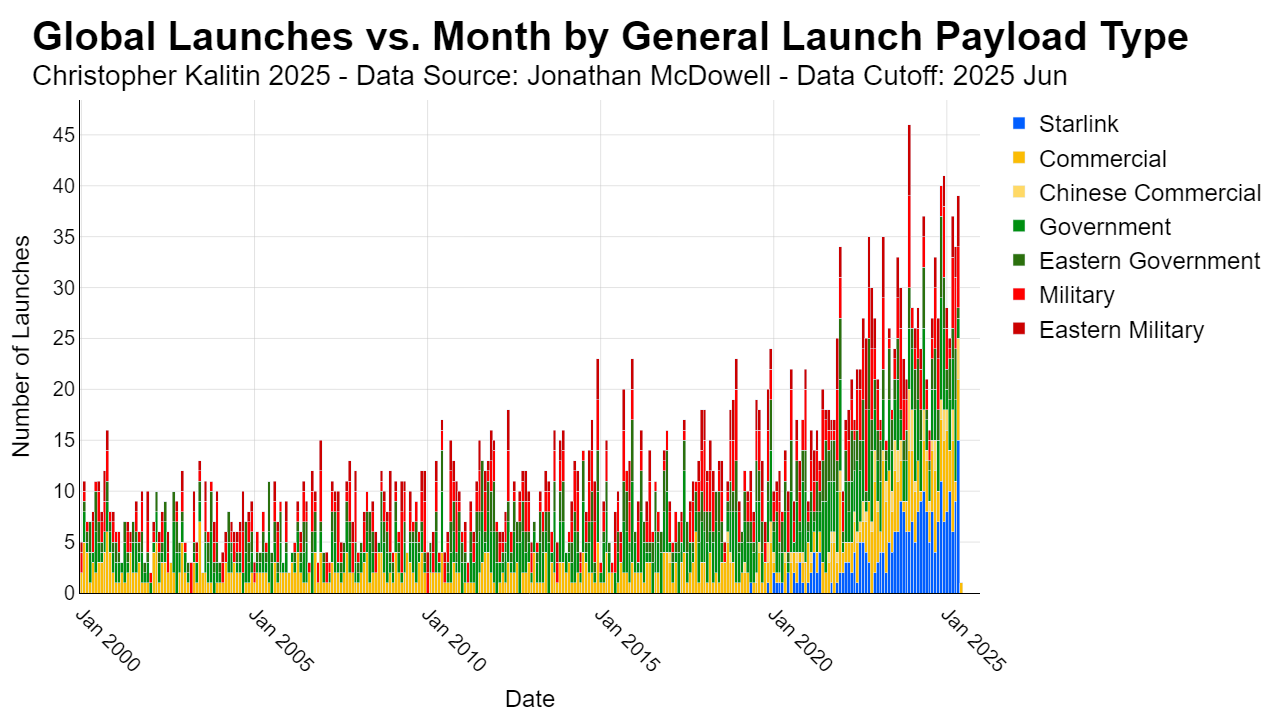 Global Launches vs. Month by General Launch Payload Type
Christopher Kalitin 2025 - Data Source: Jonathan McDowell - Data Cutoff: 2025 Jun
Number of Launches
45
40
35
30
25
20
15
10
5
0
Jan 2000
Jan 2005
Jan 2010
Jan 2015
Jan 2020
Jan 2025
Date
Starlink
Commercial
Chinese Commercial
Government
Eastern Government
Military
Eastern Military